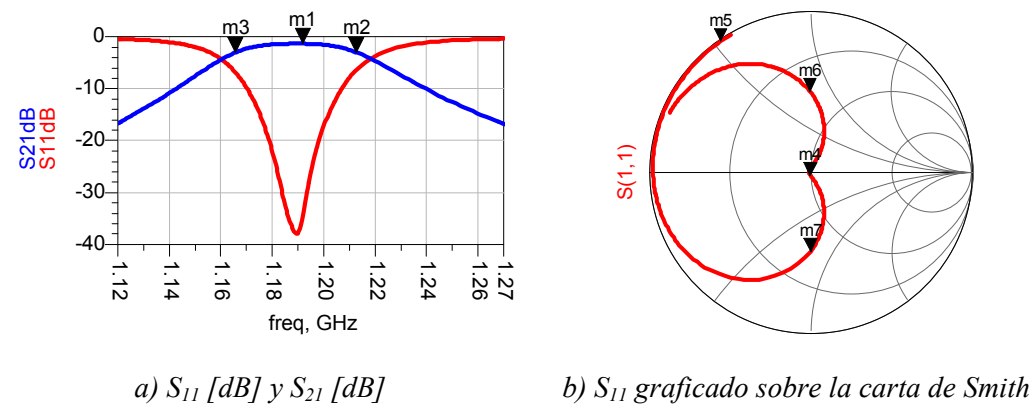 m3 m1 m2
0
-10
-20
-30
-40
S21dB
S11dB
1.12 1.14 1.16 1.18 1.20 1.22 1.24 1.26 1.27
freq, GHz
m5
m6
m4
m7
S(1,1)
a) S11 [dB] y S21 [dB]
b) S11 graficado sobre la carta de Smith